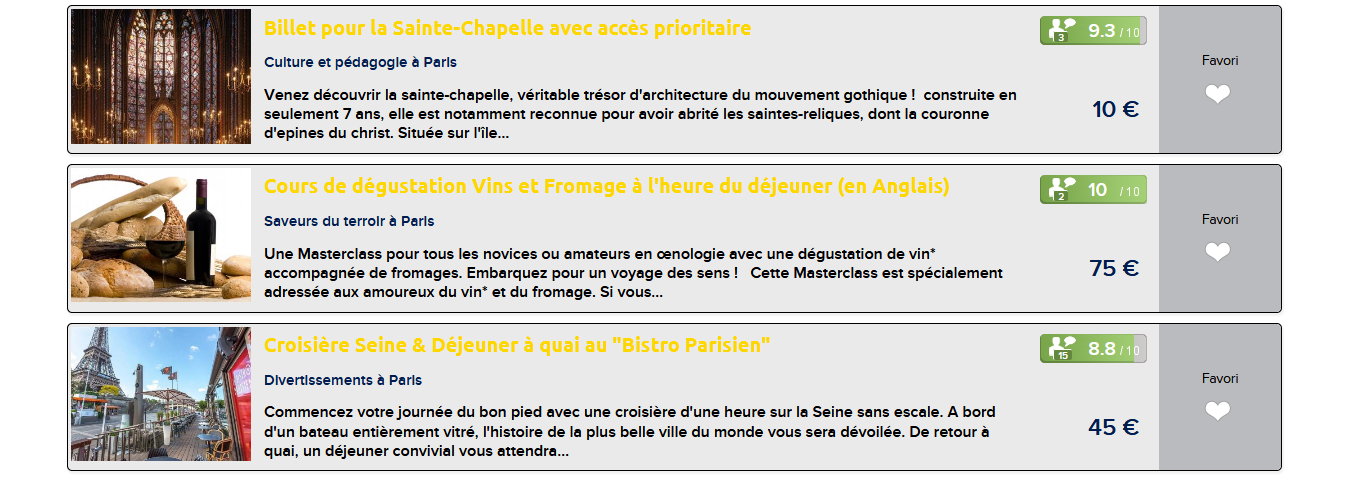 Billet pour la Sainte-Chapelle avec accès prioritaire
3 9.3 / 10
Culture et pédagogie à Paris
Favori
Venez découvrir la sainte-chapelle, véritable trésor d'architecture du mouvement gothique ! construite en
seulement 7 ans, elle est notamment reconnue pour avoir abrité les saintes-reliques, dont la couronne
d'epines du christ. Située sur l'île...
10 €
Cours de dégustation Vins et Fromage à l'heure du déjeuner (en Anglais)
2 10 / 10
Saveurs du terroir à Paris
Favori
Une Masterclass pour tous les novices ou amateurs en œnologie avec une dégustation de vin*
accompagnée de fromages. Embarquez pour un voyage des sens ! Cette Masterclass est spécialement
adressée aux amoureux du vin* et du fromage. Si vous...
75 €
Croisière Seine & Déjeuner à quai au "Bistro Parisien"
15 8.8 / 10
Divertissements à Paris
Favori
Commencez votre journée du bon pied avec une croisière d'une heure sur la Seine sans escale. A bord
d'un bateau entièrement vitré, l'histoire de la plus belle ville du monde vous sera dévoilée. De retour à
quai, un déjeuner convivial vous attendra...
45 €